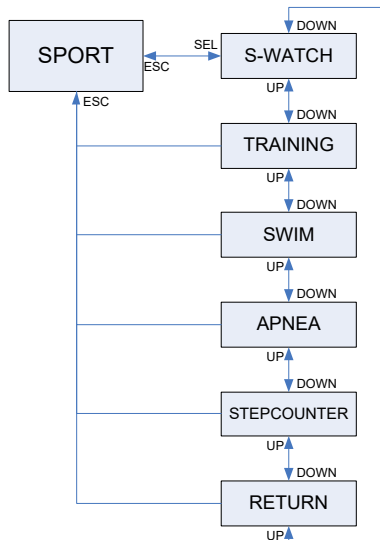 DOWN
SPORT
SEL
ESC
S-WATCH
ESC
UP
DOWN
TRAINING
UP
DOWN
SWIM
UP
DOWN
APNEA
UP
DOWN
STEPCOUNTER
UP
DOWN
RETURN
UP